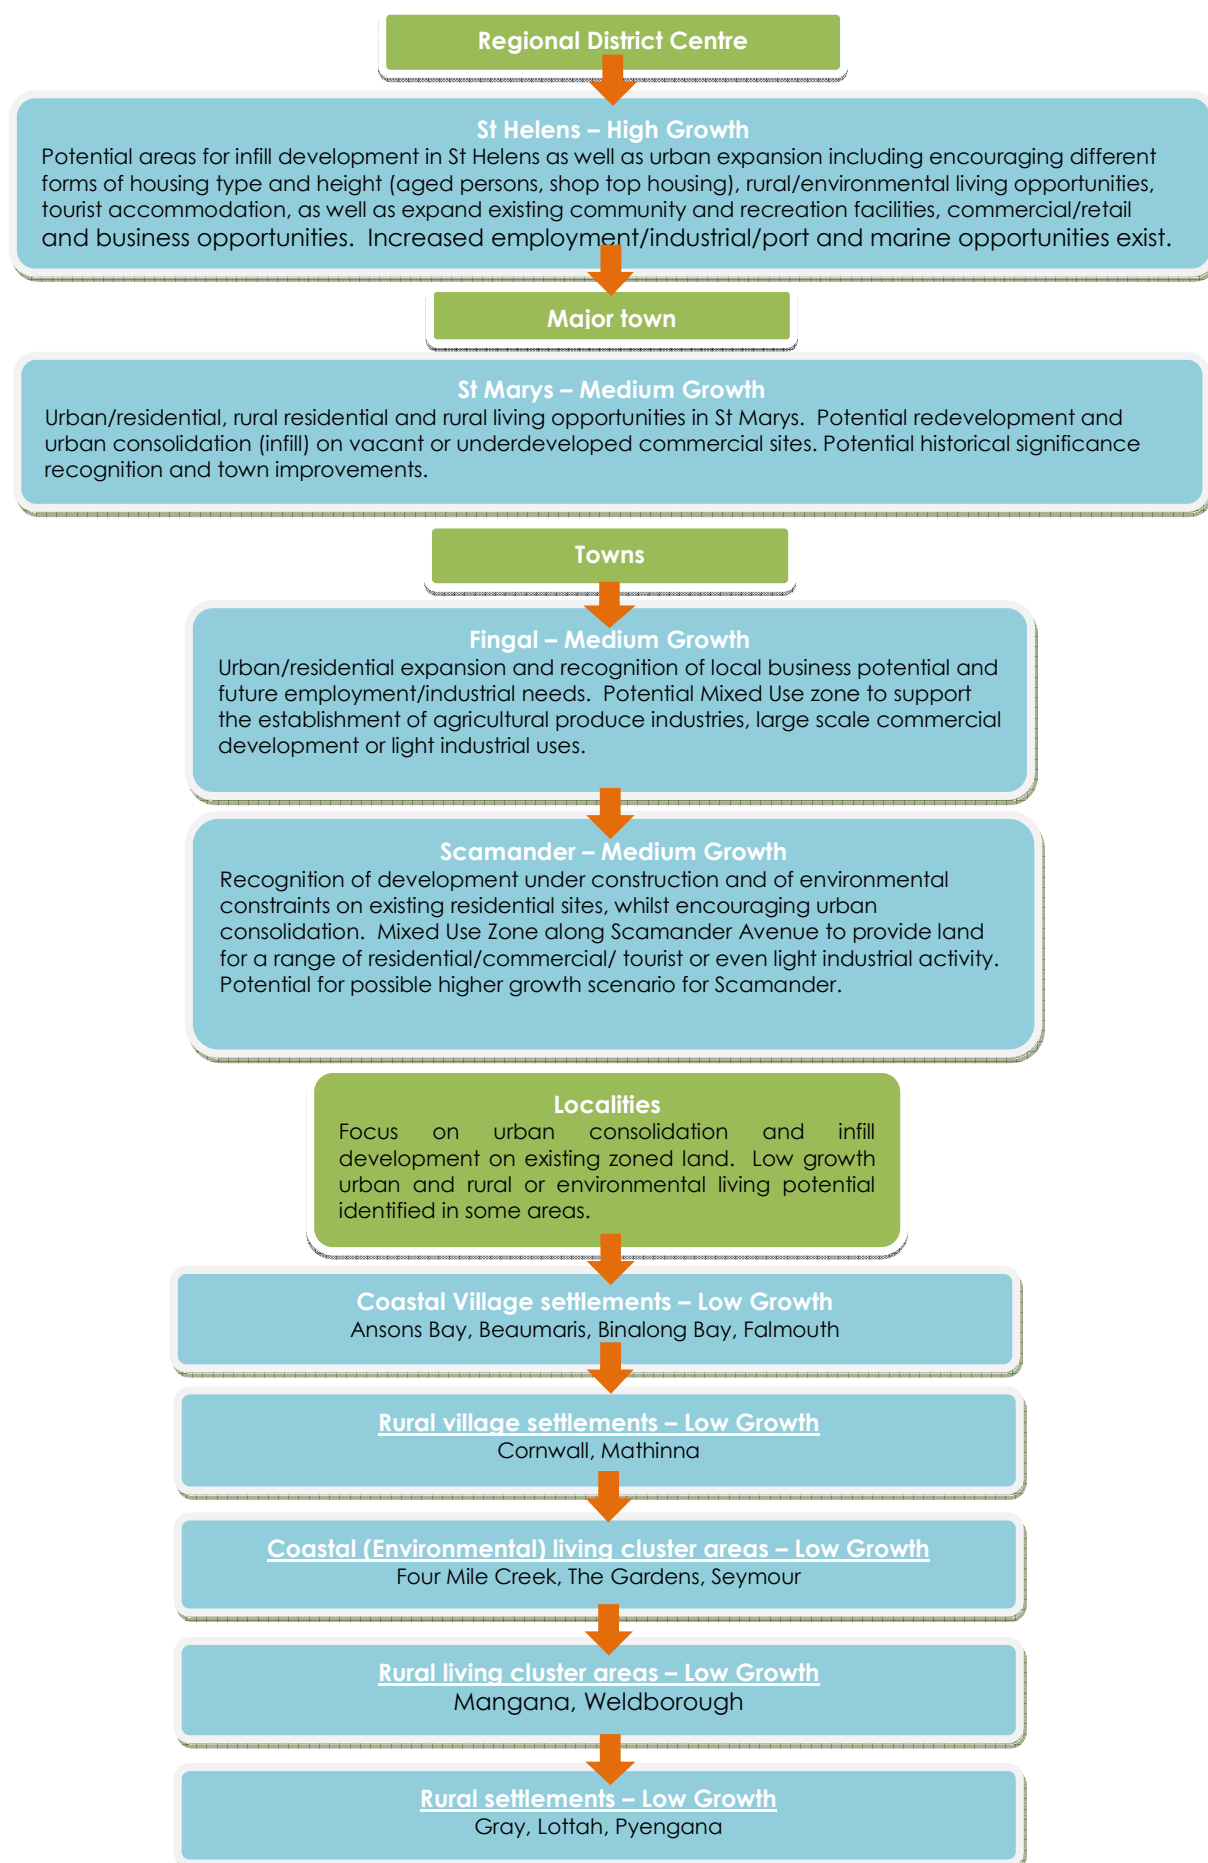 Regional District Centre
St Helens – High Growth
Potential areas for infill development in St Helens as well as urban expansion including encouraging different
forms of housing type and height (aged persons, shop top housing), rural/environmental living opportunities,
tourist accommodation, as well as expand existing community and recreation facilities, commercial/retail
and business opportunities. Increased employment/industrial/port and marine opportunities exist.
Major town
St Marys – Medium Growth
Urban/residential, rural residential and rural living opportunities in St Marys. Potential redevelopment and
urban consolidation (infill) on vacant or underdeveloped commercial sites. Potential historical significance
recognition and town improvements.
Towns
Fingal – Medium Growth
Urban/residential expansion and recognition of local business potential and
future employment/industrial needs. Potential Mixed Use zone to support
the establishment of agricultural produce industries, large scale commercial
development or light industrial uses.
Scamander – Medium Growth
Recognition of development under construction and of environmental
constraints on existing residential sites, whilst encouraging urban
consolidation. Mixed Use Zone along Scamander Avenue to provide land
for a range of residential/commercial/ tourist or even light industrial activity.
Potential for possible higher growth scenario for Scamander.
Localities
Focus on urban consolidation and infill
development on existing zoned land. Low growth
urban and rural or environmental living potential
identified in some areas.
Coastal Village settlements – Low Growth
Ansons Bay, Beaumaris, Binalong Bay, Falmouth
Rural village settlements – Low Growth
Cornwall, Mathinna
Coastal (Environmental) living cluster areas – Low Growth
Four Mile Creek, The Gardens, Seymour
Rural living cluster areas – Low Growth
Mangana, Weldborough
Rural settlements – Low Growth
Gray, Lottah, Pyengana